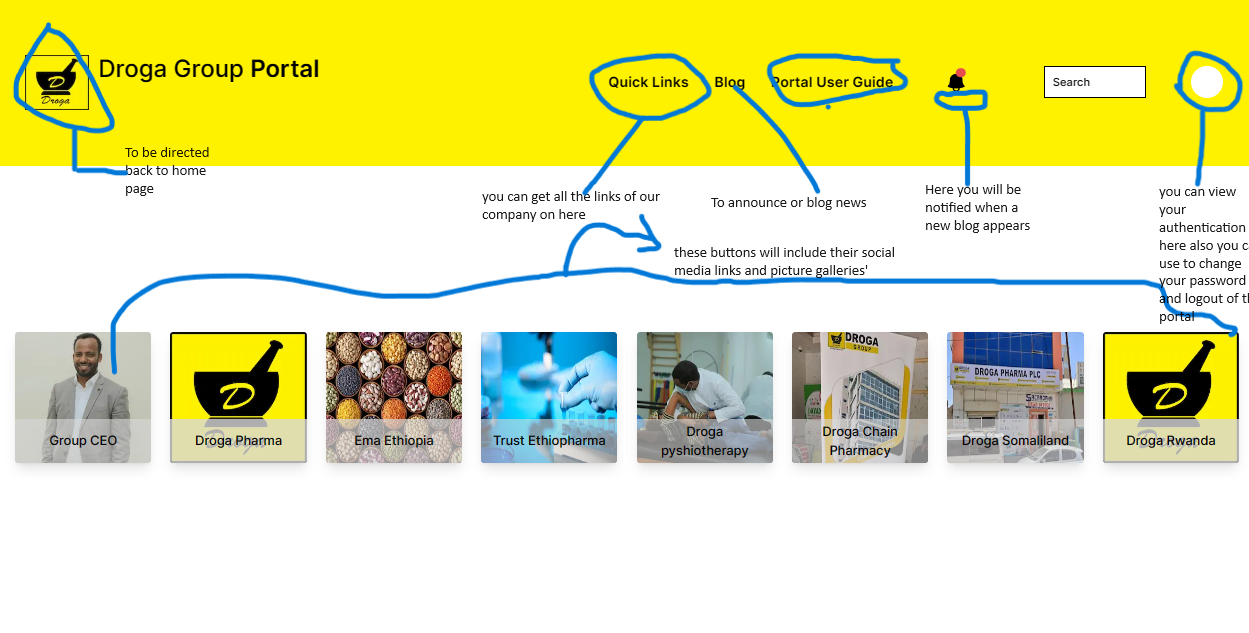 Droga Group Portal
Quick Links
Blog
Portal User Guide
Search
D
Droga
To be directed
back to home
page
you can get all the links of our
company on here
To announce or blog news
Here you will be
notified when a
new blog appears
you can view
your
authentication
here also you c
use to change
your password
and logout of th
portal
these buttons will include their social
media links and picture galleries'
Group CEO
D
Droga Pharma
Ema Ethiopia
Trust Ethiopharma
Droga
pyshiotherapy
DROGA
GROUP
Droga Chain
Pharmacy
DROGA PHARMA PLC
Droga Somaliland
D
Droga Rwanda